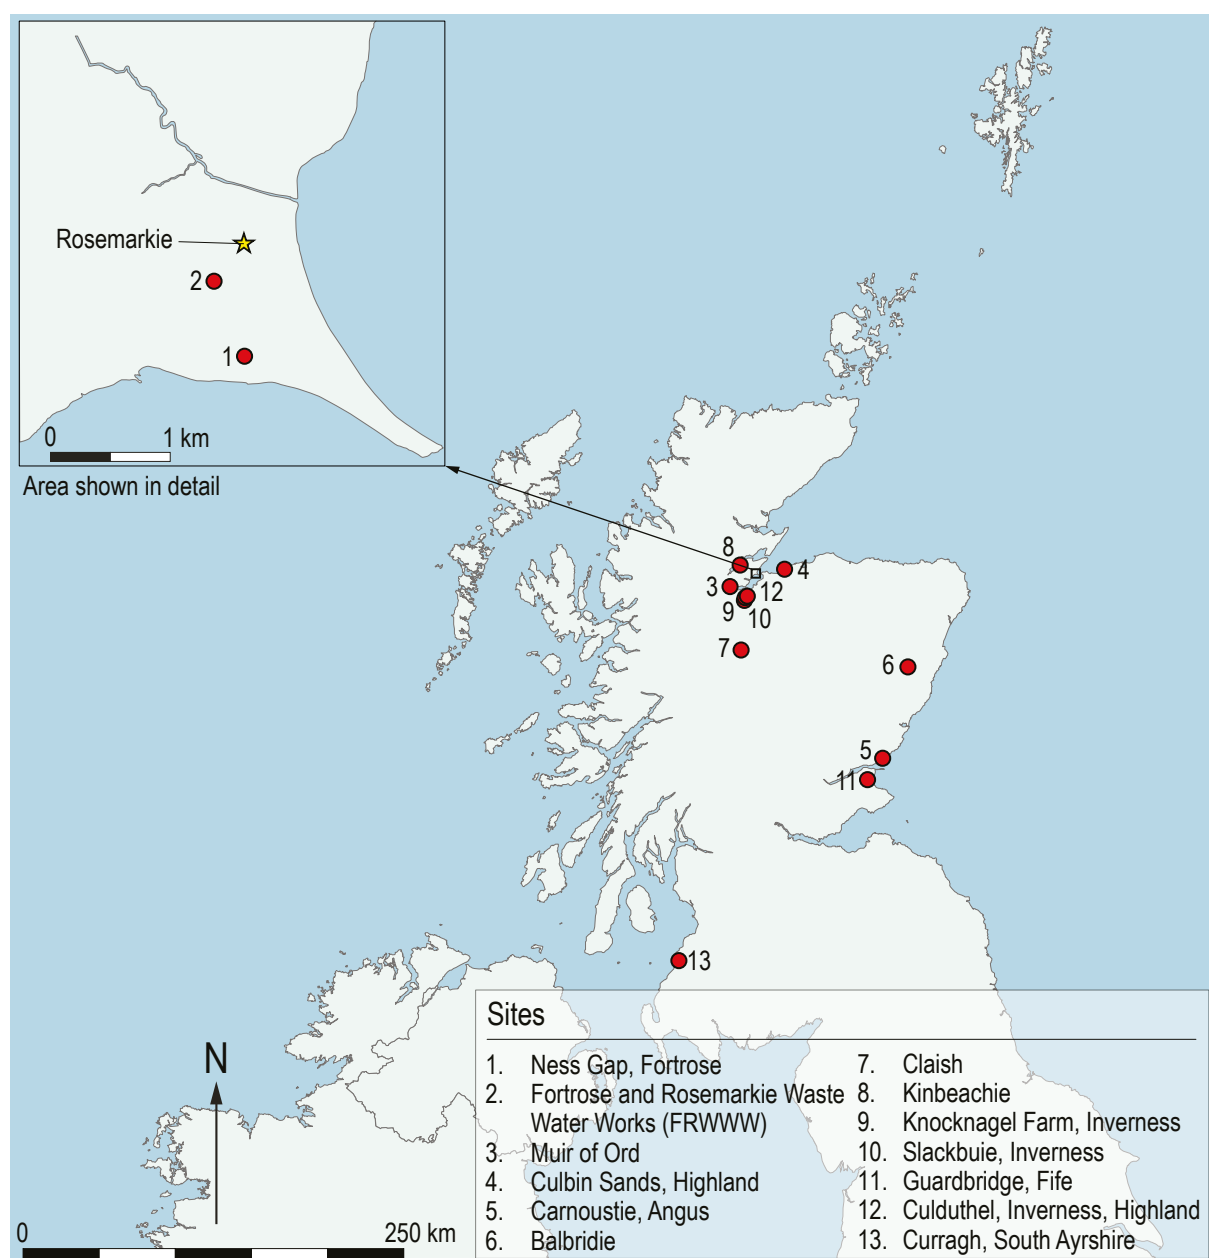 Rosemarkie
2
1
0 1 km
Area shown in detail
8
4
3
12
9
10
7
6
5
11
13
N
0 250 km
Sites
1. Ness Gap, Fortrose
2. Fortrose and Rosemarkie Waste
Water Works (FRWWW)
3. Muir of Ord
4. Culbin Sands, Highland
5. Carnoustie, Angus
6. Balbridie
7. Claish
8. Kinbeachie
9. Knocknagel Farm, Inverness
10. Slackbuie, Inverness
11. Guardbridge, Fife
12. Culduthel, Inverness, Highland
13. Curragh, South Ayrshire